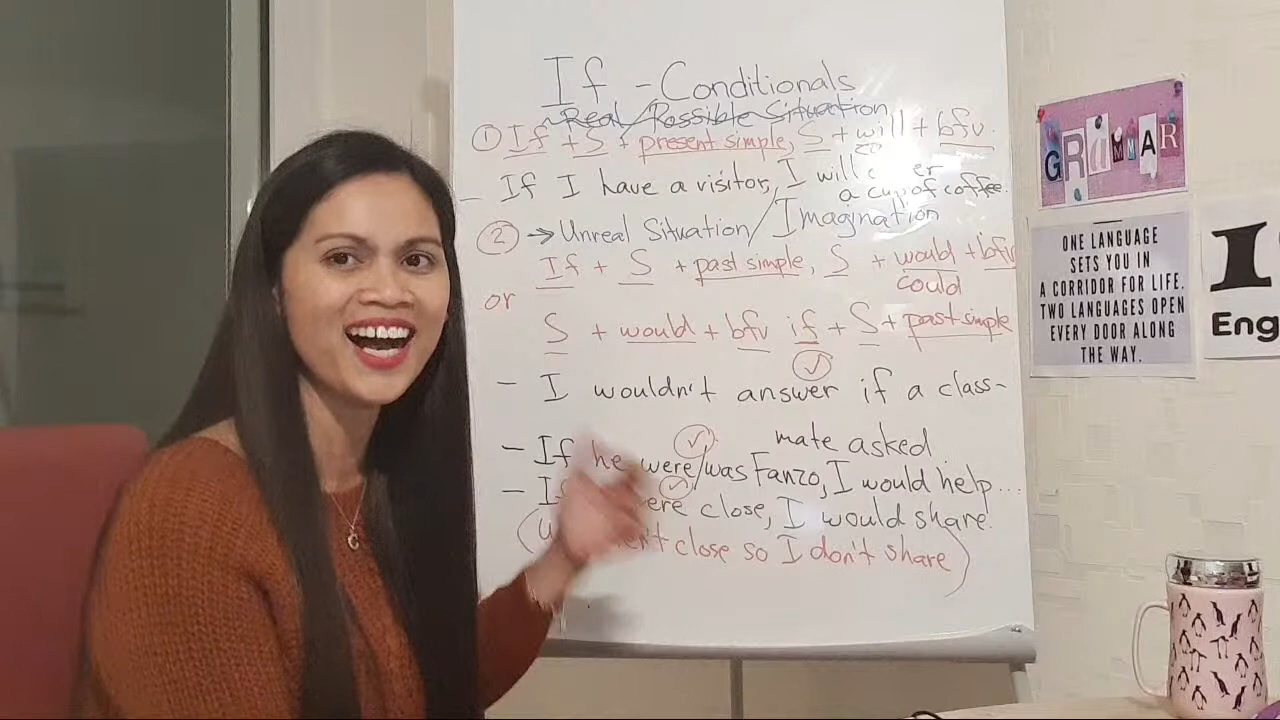 If - Conditionals
Real/Possible Situation
① If + S + present simple, S + will + bfv.
- If I have a visitor, I will er
a cup of coffee.
② → Unreal Situation/Imagination
If + S + past simple, S + would + bfv
could
or
S + would + bfv if + S + past simple
- I wouldn't answer if a class-
mate asked
- If he were/was Fanzo, I would help...
- If ere close, I would share.
n't close so I don't share)
GRAMMAR
ONE LANGUAGE
SETS YOU IN
A CORRIDOR FOR LIFE.
TWO LANGUAGES OPEN
EVERY DOOR ALONG
THE WAY.
I
Eng